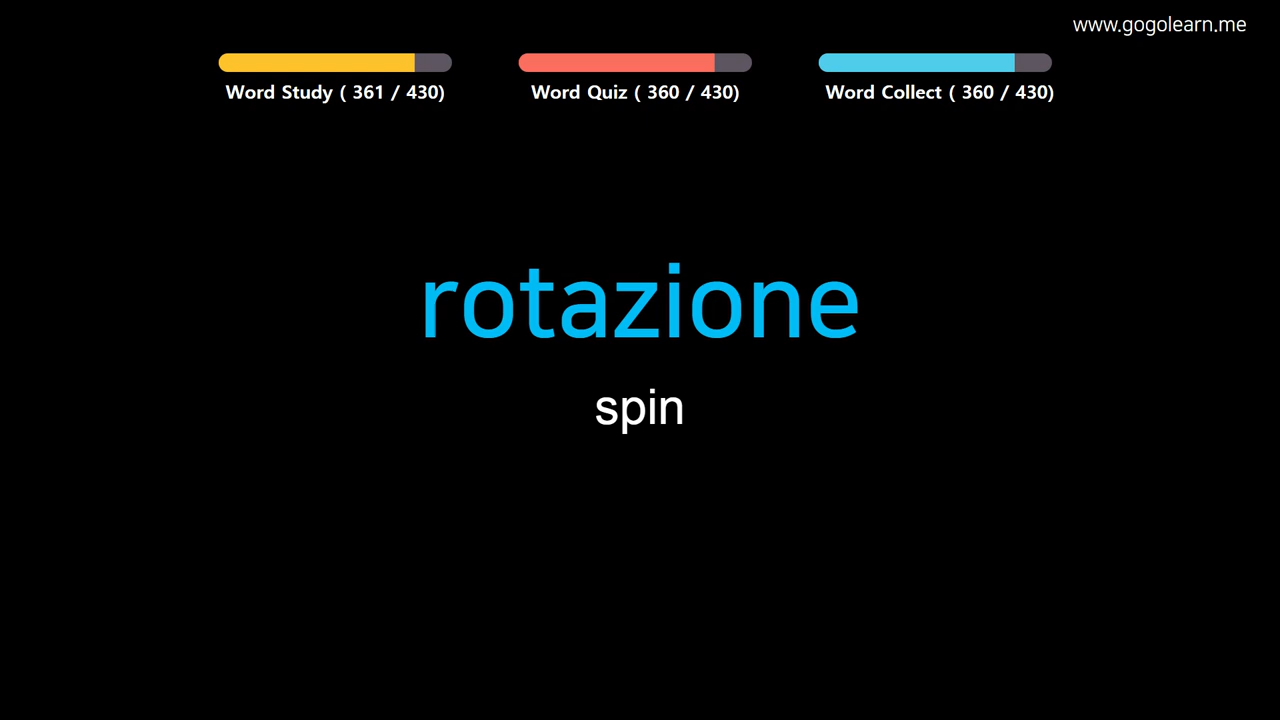 www.gogolearn.me
Word Study ( 361 / 430)
Word Quiz ( 360 / 430)
Word Collect ( 360 / 430)
rotazione
spin